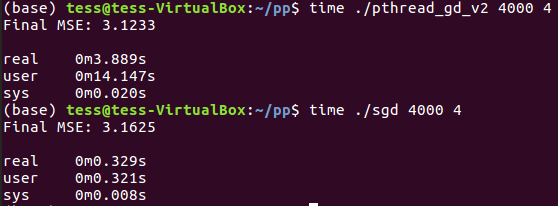 (base) tess@tess-VirtualBox:~/pp$ time ./pthread_gd_v2 4000 4
Final MSE: 3.1233
real 0m3.889s
user 0m14.147s
sys 0m0.020s
(base) tess@tess-VirtualBox:~/pp$ time ./sgd 4000 4
Final MSE: 3.1625
real 0m0.329s
user 0m0.321s
sys 0m0.008s